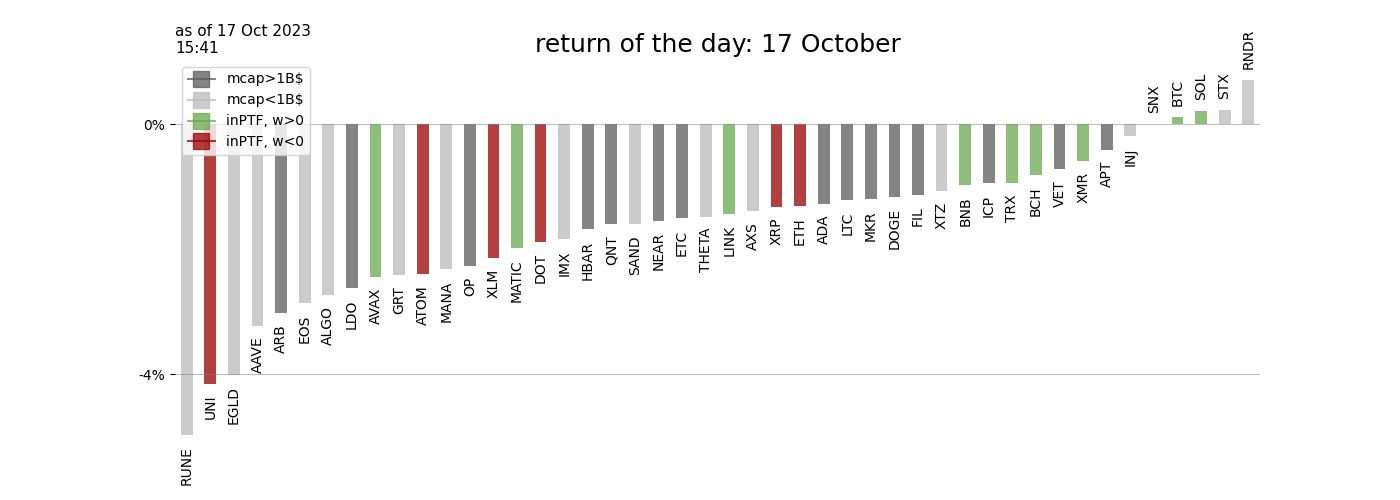 as of 17 Oct 2023
15:41
return of the day: 17 October
mcap>1B$
mcap<1B$
inPTF, w>0
inPTF, w<0
0%
-4%
RUNE
UNI
EGLD
AAVE
ARB
EOS
ALGO
LDO
AVAX
GRT
ATOM
MANA
OP
XLM
MATIC
DOT
IMX
HBAR
QNT
SAND
NEAR
ETC
THETA
LINK
AXS
XRP
ETH
ADA
LTC
MKR
DOGE
FIL
XTZ
BNB
ICP
TRX
BCH
VET
XMR
APT
INJ
SNX
BTC
SOL
STX
RNDR